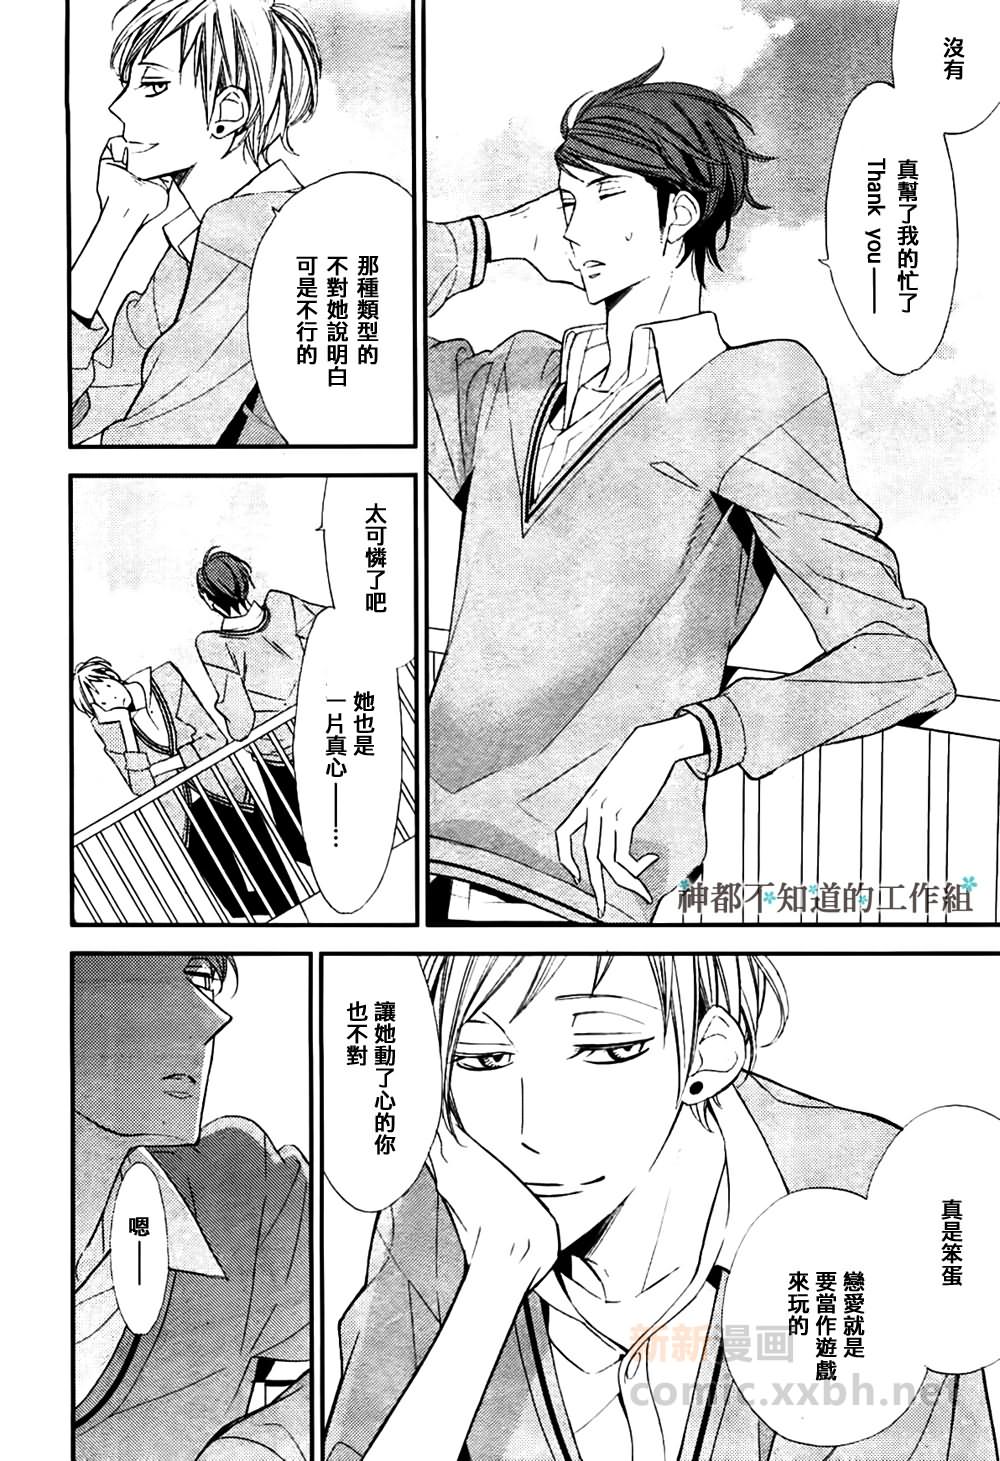 沒有
真幫了我的忙了
Thank you——
那種類型的
不對她說明白
可是不行的
太可憐了吧
她也是
一片真心——…
神都不知道的工作組
真是笨蛋
戀愛就是
要當作遊戲
來玩的
讓她動了心的你
也不對
嗯——
新新漫画
comic.xxbh.net